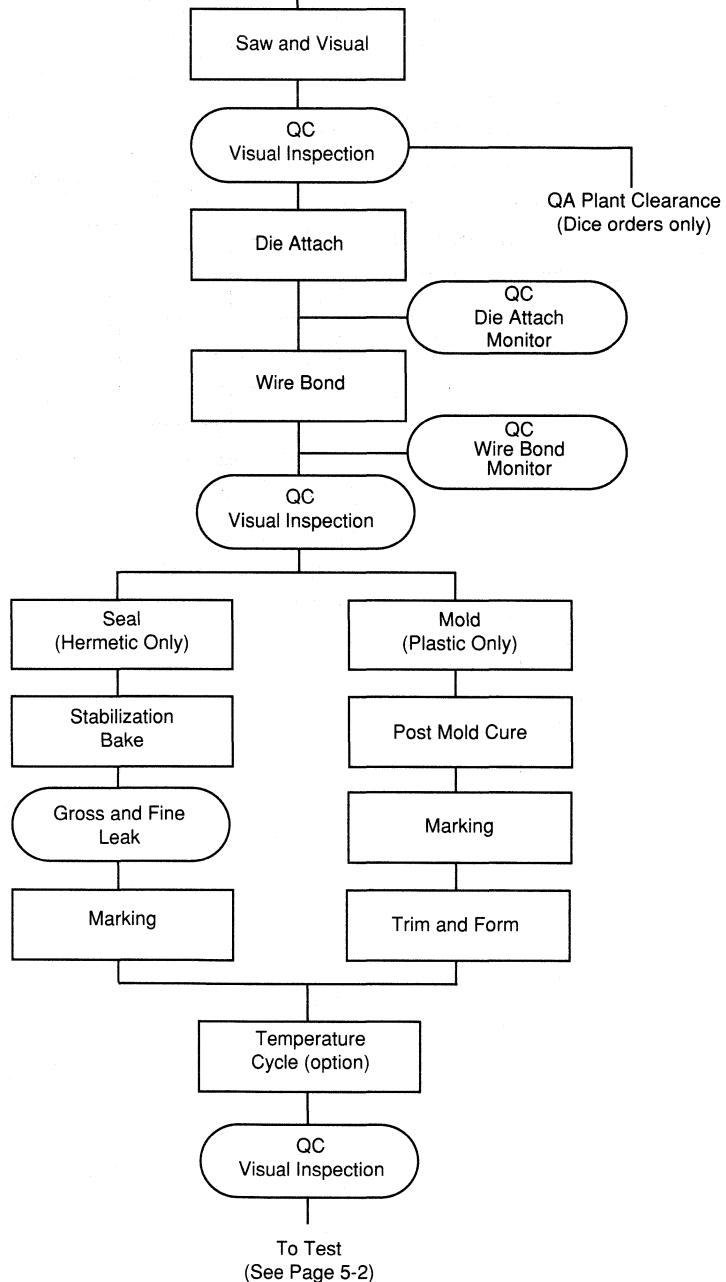 Saw and Visual
QC
Visual Inspection
QA Plant Clearance
(Dice orders only)
Die Attach
QC
Die Attach
Monitor
Wire Bond
QC
Wire Bond
Monitor
QC
Visual Inspection
Seal
(Hermetic Only)
Stabilization
Bake
Gross and Fine
Leak
Marking
Mold
(Plastic Only)
Post Mold Cure
Marking
Trim and Form
Temperature
Cycle (option)
QC
Visual Inspection
To Test
(See Page 5-2)